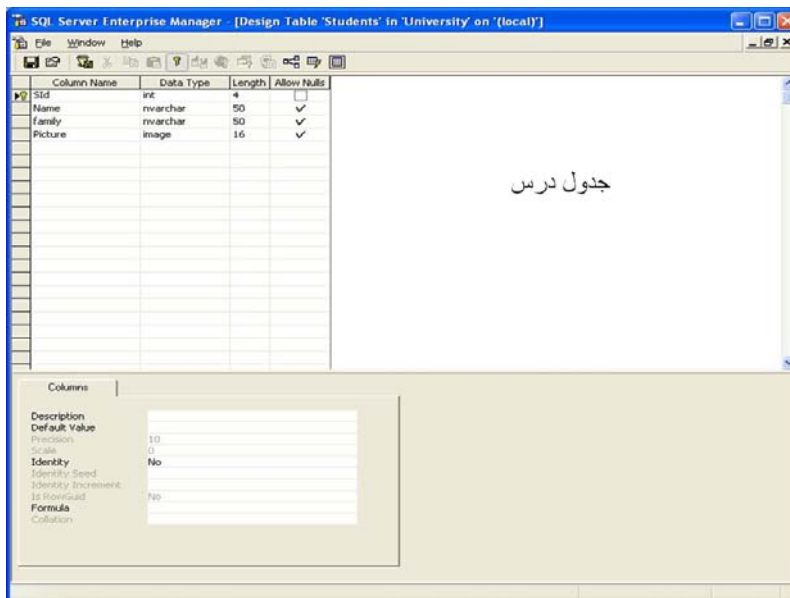 SQL Server Enterprise Manager - [Design Table 'Students' in 'University' on '(local)']
File Window Help
Column Name Data Type Length Allow Nulls
SId int 4
Name nvarchar 50
family nvarchar 50
Picture image 16
جدول درس
Columns
Description
Default Value
Precision 10
Scale 0
Identity No
Identity Seed
Identity Increment
Is RowGuid No
Formula
Collation